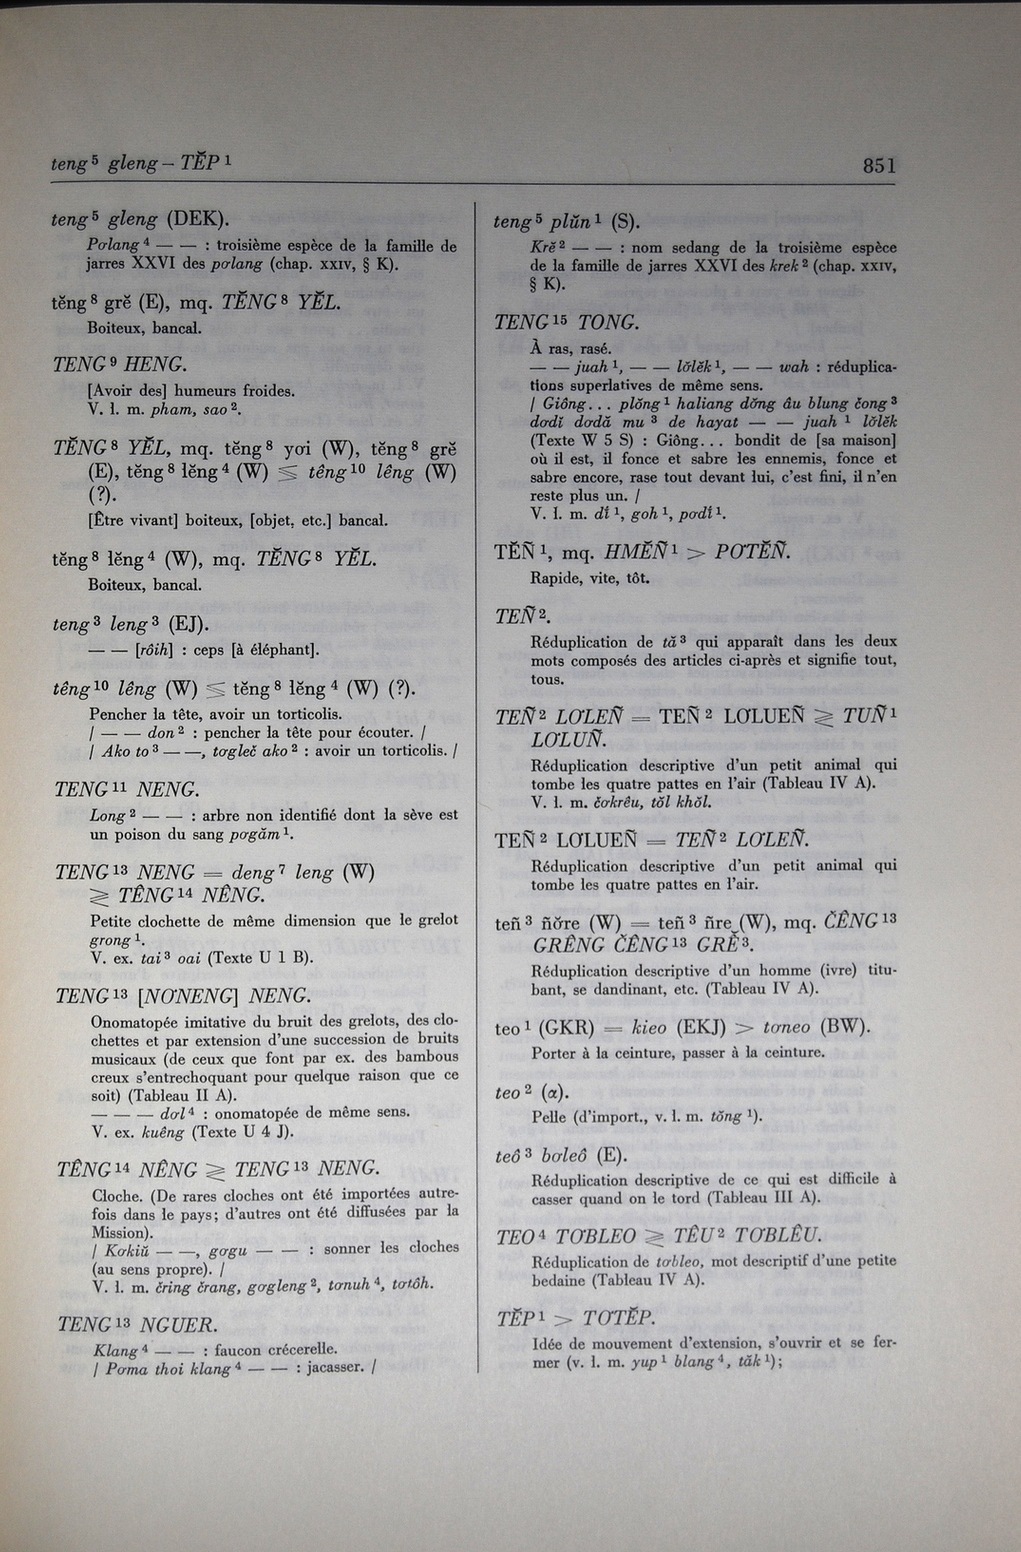 teng⁵ gleng – TĔP¹
851
teng⁵ gleng (DEK).
Pơlang⁴ — — : troisième espèce de la famille de
jarres XXVI des pơlang (chap. XXIV, § K).
tĕng⁸ grĕ (E), mq. TĔNG⁸ YĔL.
Boiteux, bancal.
TENG⁹ HENG.
[Avoir des] humeurs froides.
V. l. m. pham, sao².
TĔNG⁸ YĔL, mq. tĕng⁸ yơi (W), tĕng⁸ grĕ
(E), tĕng⁸ lĕng⁴ (W) ≶ têng¹⁰ lêng (W)
(?).
[Être vivant] boiteux, [objet, etc.] bancal.
tĕng⁸ lĕng⁴ (W), mq. TĔNG⁸ YĔL.
Boiteux, bancal.
teng³ leng³ (EJ).
— — [rôih] : ceps [à éléphant].
têng¹⁰ lêng (W) ≶ tĕng⁸ lĕng⁴ (W) (?).
Pencher la tête, avoir un torticolis.
/ — — don² : pencher la tête pour écouter. /
/ Ako to³ — —, tơgleč ako² : avoir un torticolis. /
TENG¹¹ NENG.
Long² — — : arbre non identifié dont la sève est
un poison du sang pơgăm¹.
TENG¹³ NENG = deng⁷ leng (W)
≷ TÊNG¹⁴ NÊNG.
Petite clochette de même dimension que le grelot
grong¹.
V. ex. tai³ oai (Texte U 1 B).
TENG¹³ [NƠNENG] NENG.
Onomatopée imitative du bruit des grelots, des clo-
chettes et par extension d'une succession de bruits
musicaux (de ceux que font par ex. des bambous
creux s'entrechoquant pour quelque raison que ce
soit) (Tableau II A).
— — — dơl⁴ : onomatopée de même sens.
V. ex. kuêng (Texte U 4 J).
TÊNG¹⁴ NÊNG ≷ TENG¹³ NENG.
Cloche. (De rares cloches ont été importées autre-
fois dans le pays; d'autres ont été diffusées par la
Mission).
/ Kơkiŭ — —, gơgu — — : sonner les cloches
(au sens propre). /
V. l. m. čring črang, gơgleng², tơnuh⁴, tơtôh.
TENG¹³ NGUER.
Klang⁴ — — : faucon crécerelle.
/ Pơma thoi klang⁴ — — : jacasser. /
teng⁵ plŭn¹ (S).
Krĕ² — — : nom sedang de la troisième espèce
de la famille de jarres XXVI des krek² (chap. XXIV,
§ K).
TENG¹⁵ TONG.
À ras, rasé.
— — juah¹, — — lơ̆lĕk¹, — — wah : réduplica-
tions superlatives de même sens.
/ Giông... plŏng¹ haliang dơ̆ng âu blung čong³
dơdĭ dơdă mu³ de hayat — — juah¹ lơ̆lĕk
(Texte W 5 S) : Giông... bondit de [sa maison]
où il est, il fonce et sabre les ennemis, fonce et
sabre encore, rase tout devant lui, c'est fini, il n'en
reste plus un. /
V. l. m. dĭ¹, goh¹, pơdĭ¹.
TĔÑ¹, mq. HMĔÑ¹ > PƠTĔÑ.
Rapide, vite, tôt.
TEÑ².
Réduplication de tă³ qui apparaît dans les deux
mots composés des articles ci-après et signifie tout,
tous.
TEÑ² LƠLEÑ = TEÑ² LƠLUEÑ ≷ TUÑ¹
LƠLUÑ.
Réduplication descriptive d'un petit animal qui
tombe les quatre pattes en l'air (Tableau IV A).
V. l. m. čơkrêu, tŏl khŏl.
TEÑ² LƠLUEÑ = TEÑ² LƠLEÑ.
Réduplication descriptive d'un petit animal qui
tombe les quatre pattes en l'air.
teñ³ ñơ̆re (W) = teñ³ ñre (W), mq. ČÊNG¹³
GRÊNG ČÊNG¹³ GRĔ³.
Réduplication descriptive d'un homme (ivre) titu-
bant, se dandinant, etc. (Tableau IV A).
teo¹ (GKR) = kieo (EKJ) > tơneo (BW).
Porter à la ceinture, passer à la ceinture.
teo² (α).
Pelle (d'import., v. l. m. tŏng¹).
teô³ bơleô (E).
Réduplication descriptive de ce qui est difficile à
casser quand on le tord (Tableau III A).
TEO⁴ TƠBLEO ≷ TÊU² TƠBLÊU.
Réduplication de tơbleo, mot descriptif d'une petite
bedaine (Tableau IV A).
TĔP¹ > TƠTĔP.
Idée de mouvement d'extension, s'ouvrir et se fer-
mer (v. l. m. yup¹ blang⁴, tăk¹);